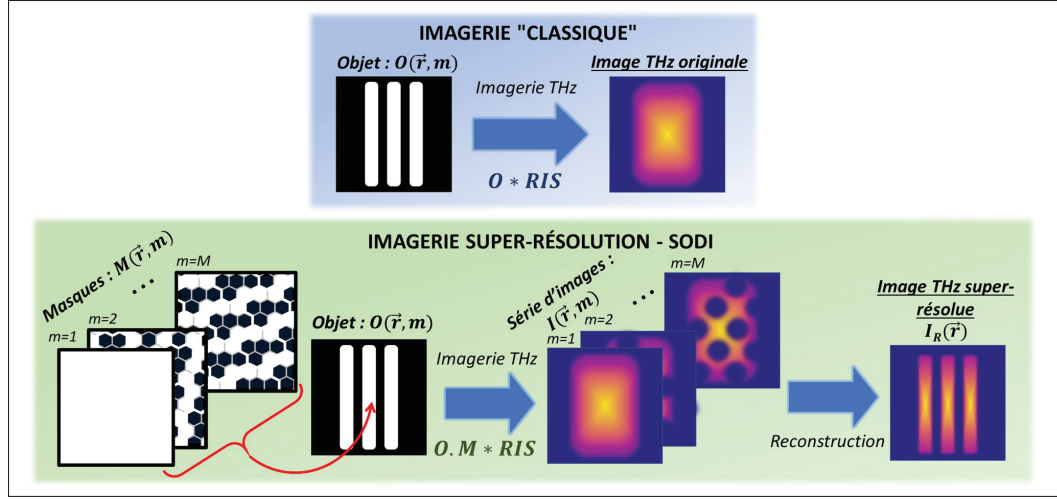 IMAGERIE "CLASSIQUE"
Objet : O(r⃗, m)
Imagerie THz
O * RIS
Image THz originale
IMAGERIE SUPER-RÉSOLUTION - SODI
Masques : M(r⃗, m)
m=1
m=2
...
m=M
Objet : O(r⃗, m)
Imagerie THz
O. M * RIS
Série d'images :
I(r⃗, m)
m=1
m=2
...
m=M
Reconstruction
Image THz super-
résolue
I_R(r⃗)